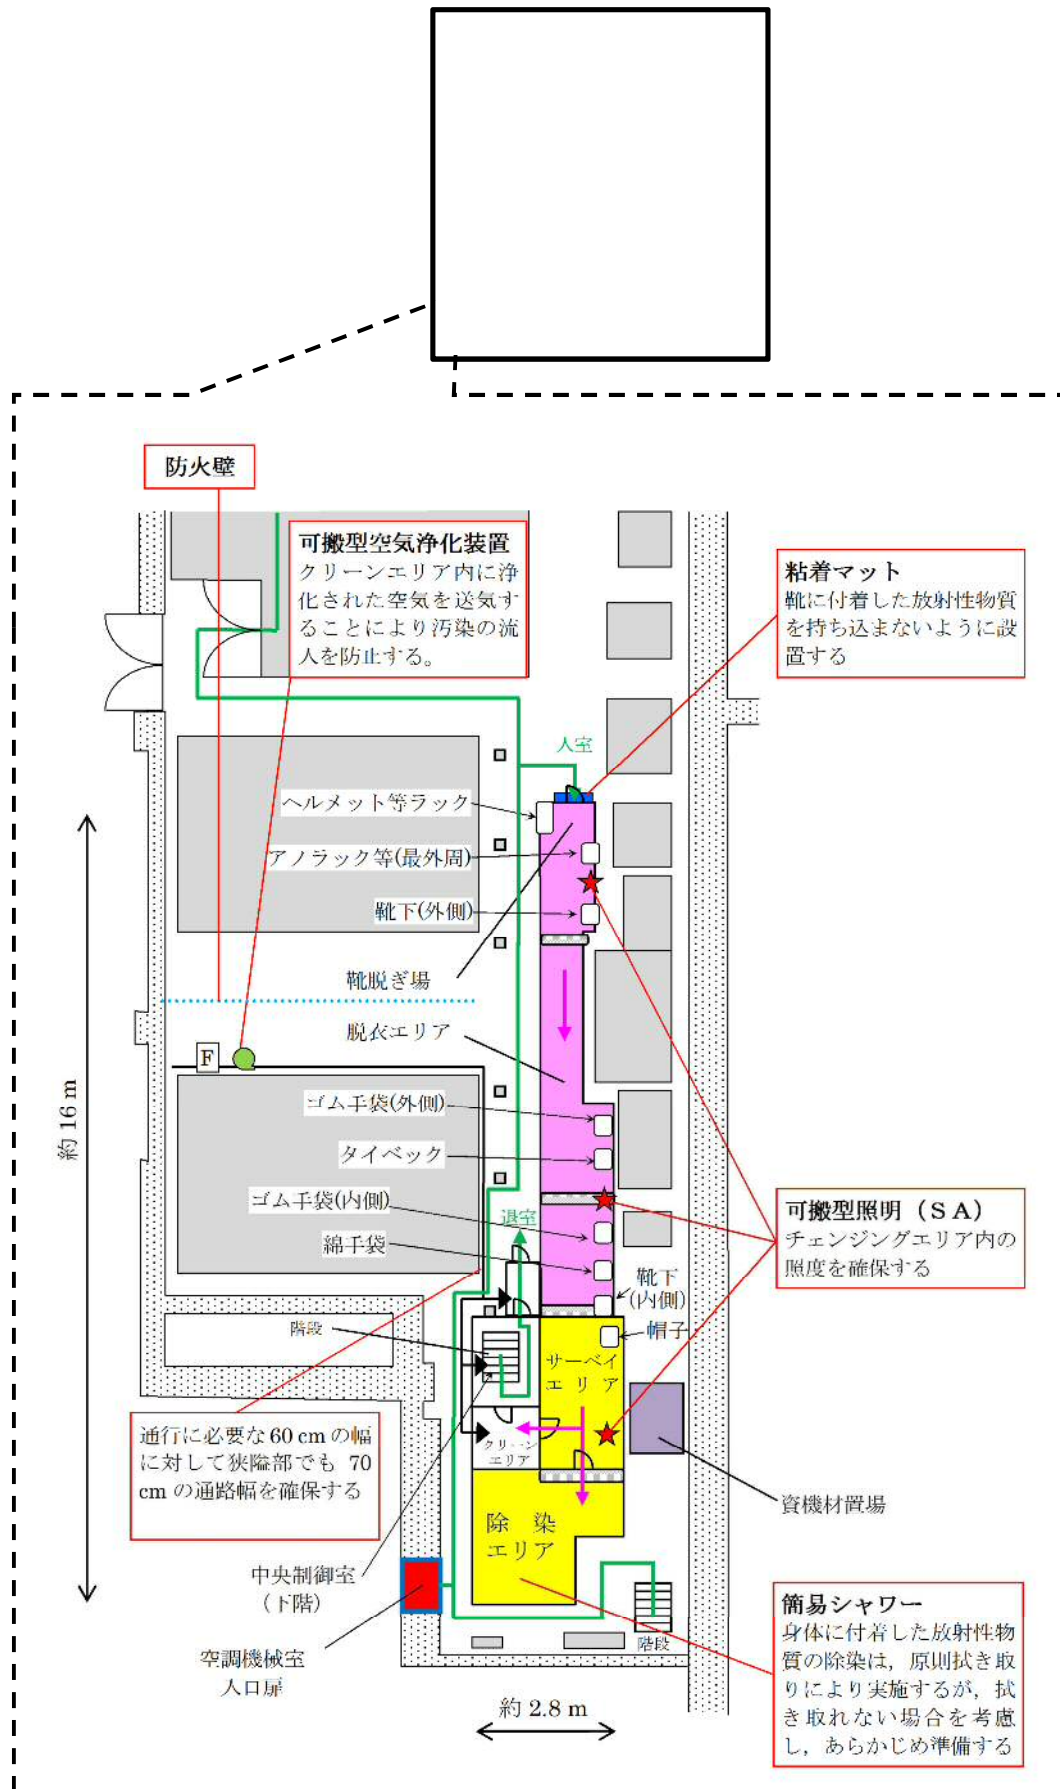 防火壁
可搬型空気浄化装置
クリーンエリア内に浄
化された空気を送気す
ることにより汚染の流
入を防止する。
粘着マット
靴に付着した放射性物質
を持ち込まないように設
置する
入室
ヘルメット等ラック
アノラック等(最外周)
靴下(外側)
靴脱ぎ場
脱衣エリア
F
ゴム手袋(外側)
タイベック
ゴム手袋(内側)
退室
綿手袋
約 16 m
可搬型照明（ＳＡ）
チェンジングエリア内の
照度を確保する
靴下
(内側)
帽子
階段
サーベイ
エ リ ア
クリーン
エリア
通行に必要な 60 cm の幅
に対して狭隘部でも 70
cm の通路幅を確保する
資機材置場
除 染
エリア
中央制御室
（下階）
空調機械室
入口扉
階段
簡易シャワー
身体に付着した放射性物
質の除染は，原則拭き取
りにより実施するが，拭
き取れない場合を考慮
し，あらかじめ準備する
約 2.8 m